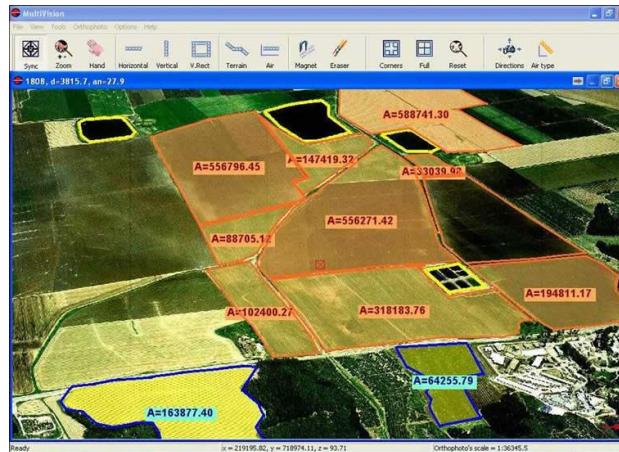 MultiVision
File View Tools Orthophoto Options Help
Sync Zoom Hand Horizontal Vertical V.Rect Terrain Air Magnet Eraser Corners Full Reset Directions Air type
1808, d=3815.7, an=77.9
A=588741.30
A=147419.32
A=556796.45
A=33039.98
A=556271.42
A=88705.12
A=194811.17
A=102400.27
A=318183.76
A=64255.79
A=163877.40
Ready x = 219195.82, y = 718974.11, z = 93.71 Orthophoto's scale = 1:36345.5